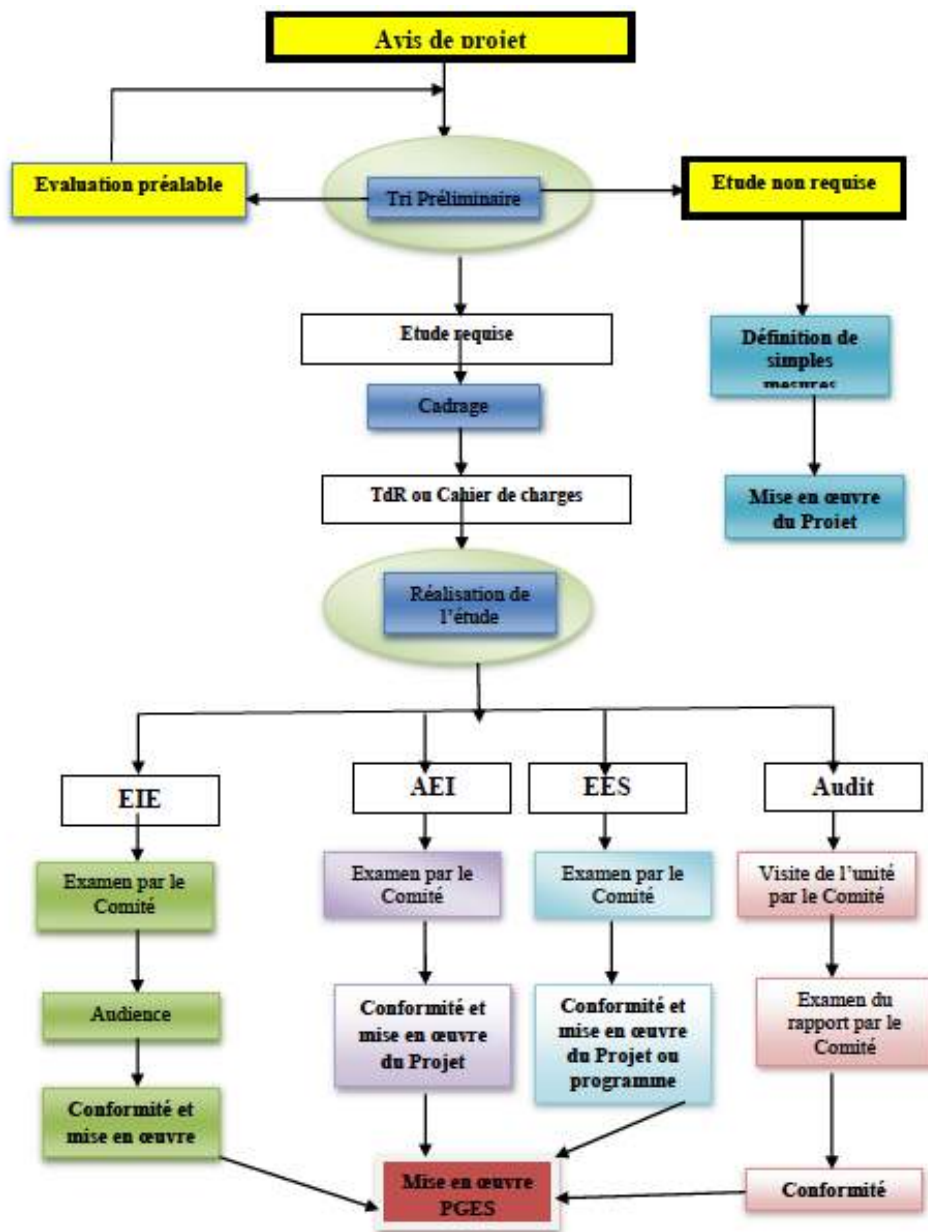 Avis de projet
Evaluation préalable
Tri Préliminaire
Etude non requise
Etude requise
Définition de
simples
mesures
Cadrage
TdR ou Cahier de charges
Mise en œuvre
du Projet
Réalisation de
l’étude
EIE
AEI
EES
Audit
Examen par le
Comité
Examen par le
Comité
Examen par le
Comité
Visite de l’unité
par le Comité
Audience
Conformité et
mise en œuvre
du Projet
Conformité et
mise en œuvre
du Projet ou
programme
Examen du
rapport par le
Comité
Conformité et
mise en œuvre
Mise en œuvre
PGES
Conformité